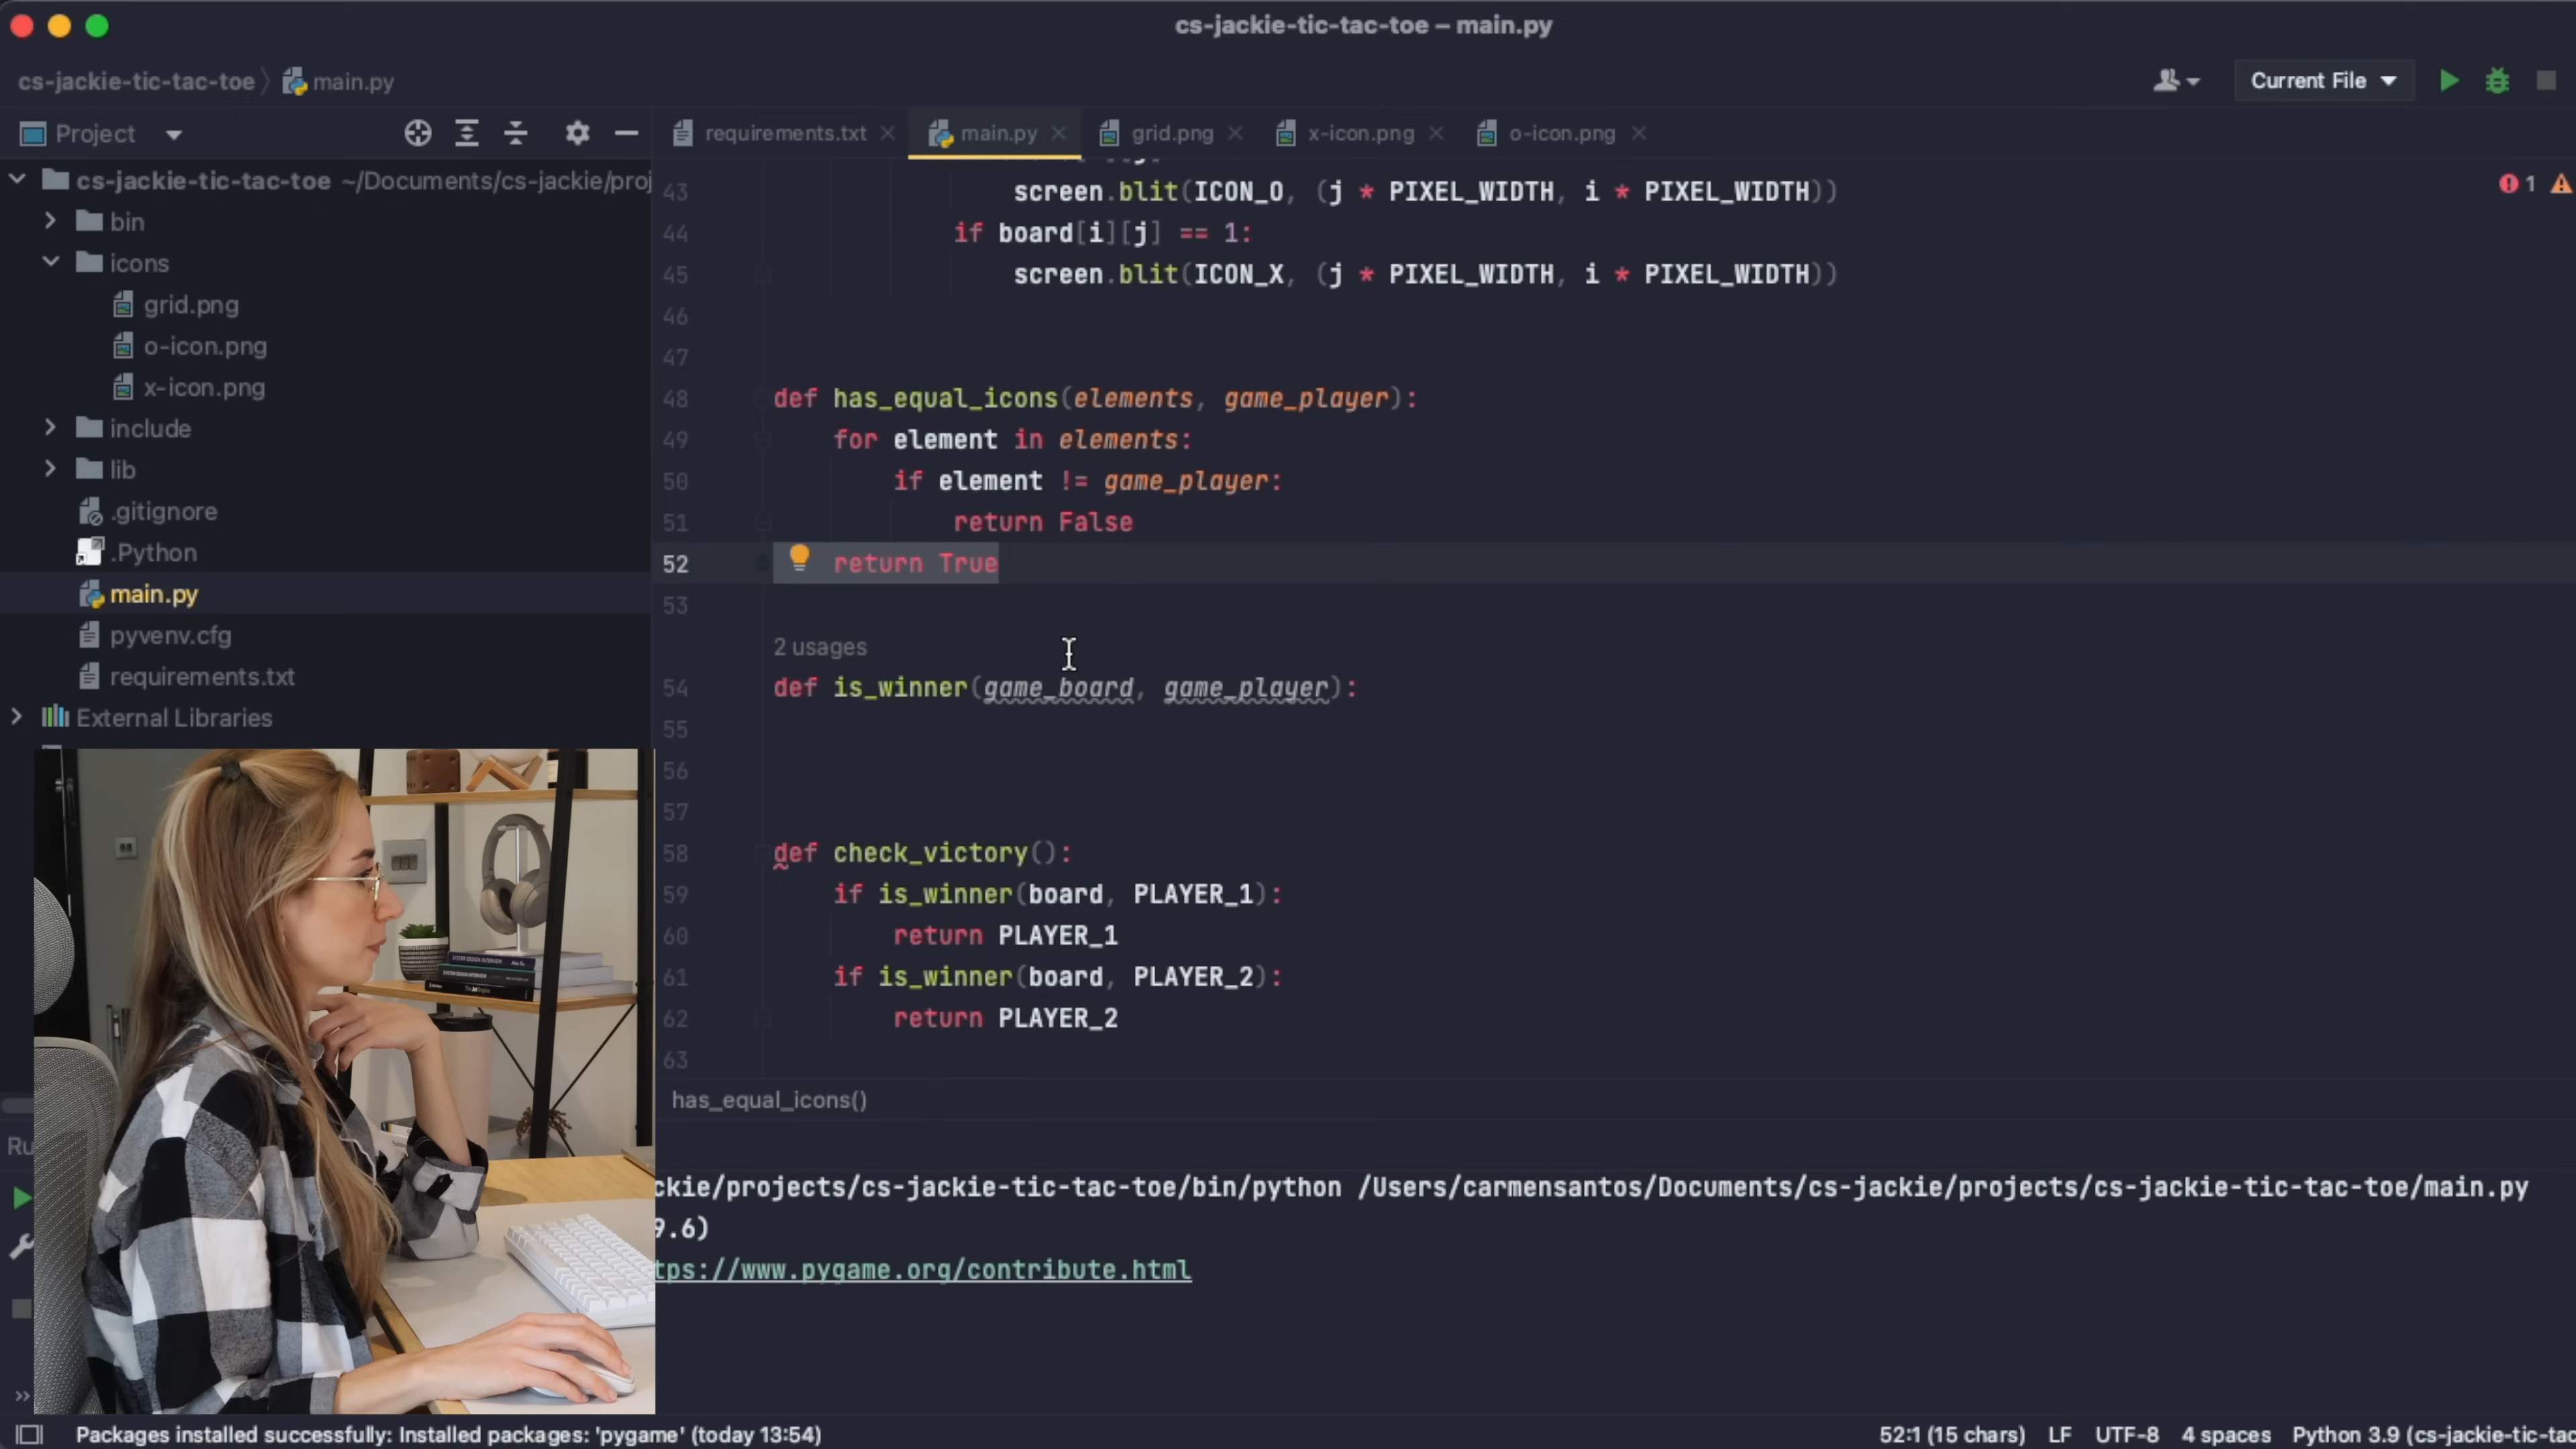 cs-jackie-tic-tac-toe – main.py
cs-jackie-tic-tac-toe 〉 main.py
Current File
Project
requirements.txt
main.py
grid.png
x-icon.png
o-icon.png
cs-jackie-tic-tac-toe ~/Documents/cs-jackie/proj
bin
icons
grid.png
o-icon.png
x-icon.png
include
lib
.gitignore
.Python
main.py
pyvenv.cfg
requirements.txt
External Libraries
1
43 screen.blit(ICON_O, (j * PIXEL_WIDTH, i * PIXEL_WIDTH))
44 if board[i][j] == 1:
45 screen.blit(ICON_X, (j * PIXEL_WIDTH, i * PIXEL_WIDTH))
46
47
48 def has_equal_icons(elements, game_player):
49 for element in elements:
50 if element != game_player:
51 return False
52 return True
53
2 usages
54 def is_winner(game_board, game_player):
55
56
57
58 def check_victory():
59 if is_winner(board, PLAYER_1):
60 return PLAYER_1
61 if is_winner(board, PLAYER_2):
62 return PLAYER_2
63
has_equal_icons()
Ru
ckie/projects/cs-jackie-tic-tac-toe/bin/python /Users/carmensantos/Documents/cs-jackie/projects/cs-jackie-tic-tac-toe/main.py
9.6)
tps://www.pygame.org/contribute.html
SYSTEM DESIGN INTERVIEW
SYSTEM DESIGN INTERVIEW
Packages installed successfully: Installed packages: 'pygame' (today 13:54)
52:1 (15 chars) LF UTF-8 4 spaces Python 3.9 (cs-jackie-tic-tac